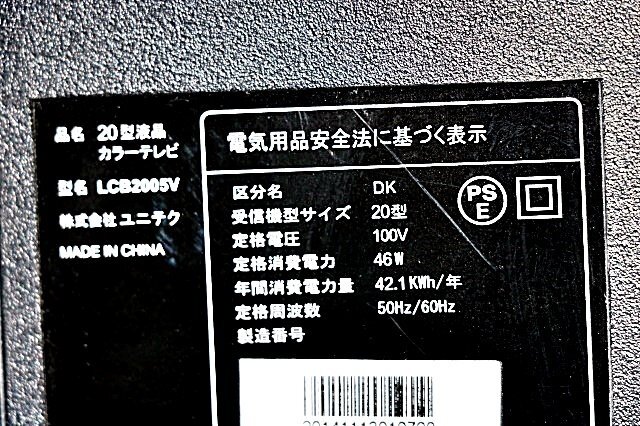 品名 20型液晶
カラーテレビ
型名 LCB2005V
株式会社ユニテク
MADE IN CHINA
電気用品安全法に基づく表示
区分名 DK
受信機型サイズ 20型
定格電圧 100V
定格消費電力 46W
年間消費電力量 42.1KWh/年
定格周波数 50Hz/60Hz
製造番号
PS
E